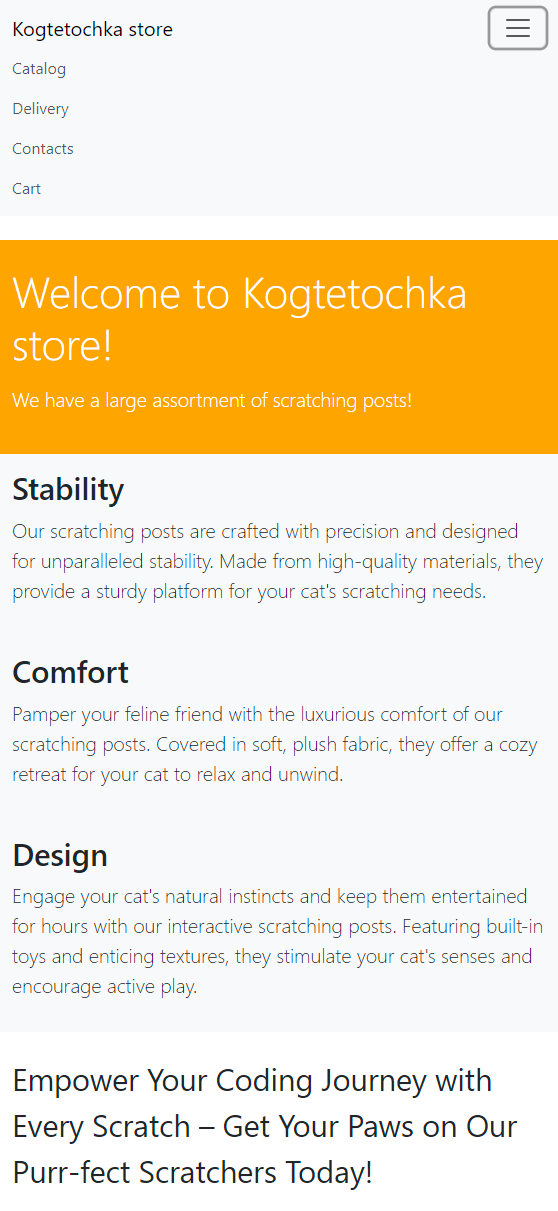 Kogtetochka store
Catalog
Delivery
Contacts
Cart
Welcome to Kogtetochka
store!
We have a large assortment of scratching posts!
Stability
Our scratching posts are crafted with precision and designed
for unparalleled stability. Made from high-quality materials, they
provide a sturdy platform for your cat's scratching needs.
Comfort
Pamper your feline friend with the luxurious comfort of our
scratching posts. Covered in soft, plush fabric, they offer a cozy
retreat for your cat to relax and unwind.
Design
Engage your cat's natural instincts and keep them entertained
for hours with our interactive scratching posts. Featuring built-in
toys and enticing textures, they stimulate your cat's senses and
encourage active play.
Empower Your Coding Journey with
Every Scratch – Get Your Paws on Our
Purr-fect Scratchers Today!